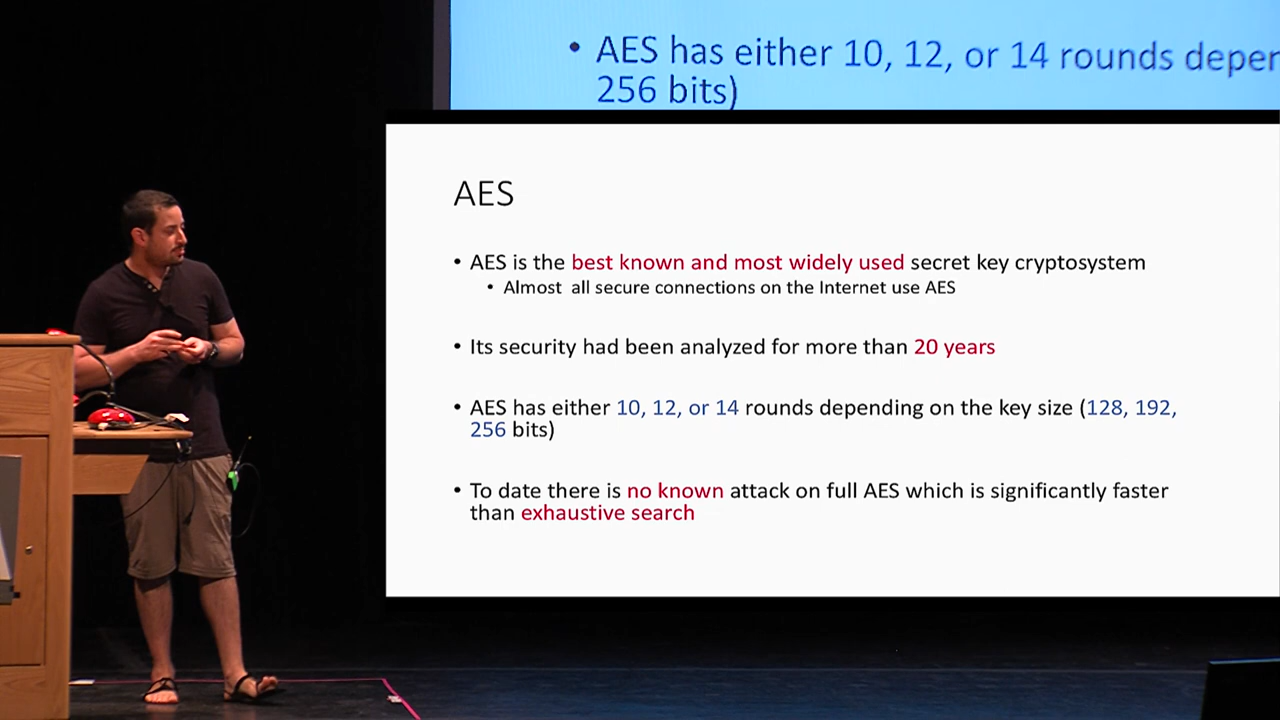 • AES has either 10, 12, or 14 rounds
256 bits)
AES
• AES is the best known and most widely used secret key cryptosystem
• Almost all secure connections on the Internet use AES
• Its security had been analyzed for more than 20 years
• AES has either 10, 12, or 14 rounds depending on the key size (128, 192,
256 bits)
• To date there is no known attack on full AES which is significantly faster
than exhaustive search